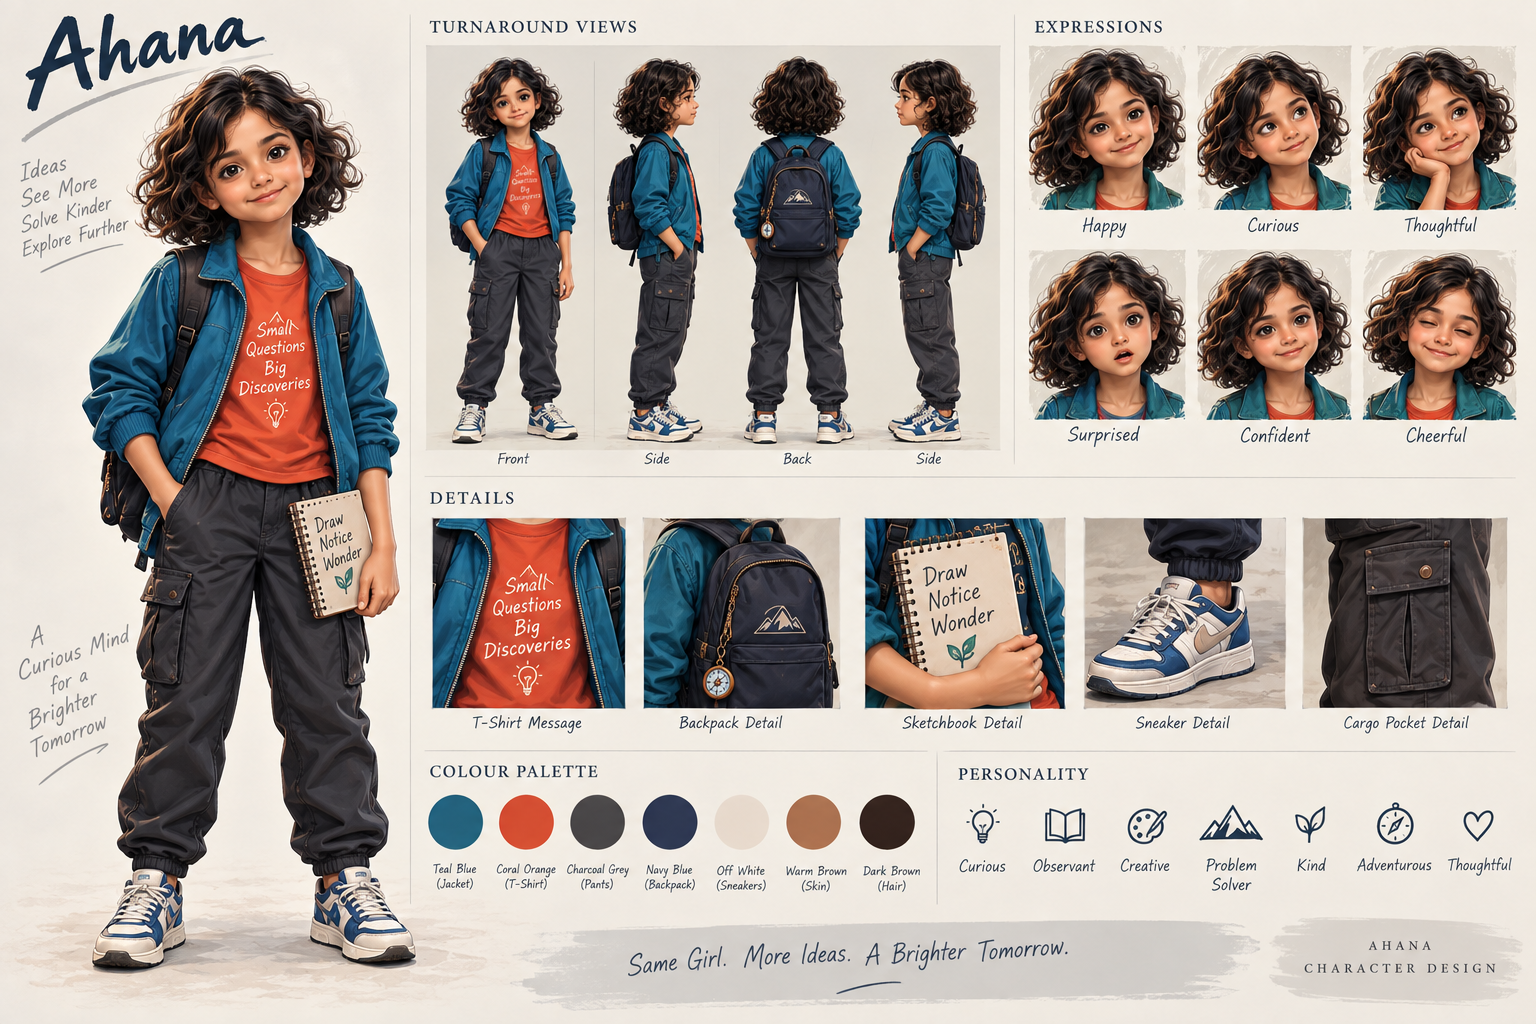 Ahana
Ideas
See More
Solve Kinder
Explore Further
Small
Questions
Big
Discoveries
Draw
Notice
Wonder
A
Curious Mind
for a
Brighter
Tomorrow
TURNAROUND VIEWS
Small
Questions
Big
Discoveries
Front
Side
Back
Side
EXPRESSIONS
Happy
Curious
Thoughtful
Surprised
Confident
Cheerful
DETAILS
Small
Questions
Big
Discoveries
Draw
Notice
Wonder
T-Shirt Message
Backpack Detail
Sketchbook Detail
Sneaker Detail
Cargo Pocket Detail
COLOUR PALETTE
Teal Blue
(Jacket)
Coral Orange
(T-Shirt)
Charcoal Grey
(Pants)
Navy Blue
(Backpack)
Off White
(Sneakers)
Warm Brown
(Skin)
Dark Brown
(Hair)
PERSONALITY
Curious
Observant
Creative
Problem
Solver
Kind
Adventurous
Thoughtful
Same Girl. More Ideas. A Brighter Tomorrow.
AHANA
CHARACTER DESIGN